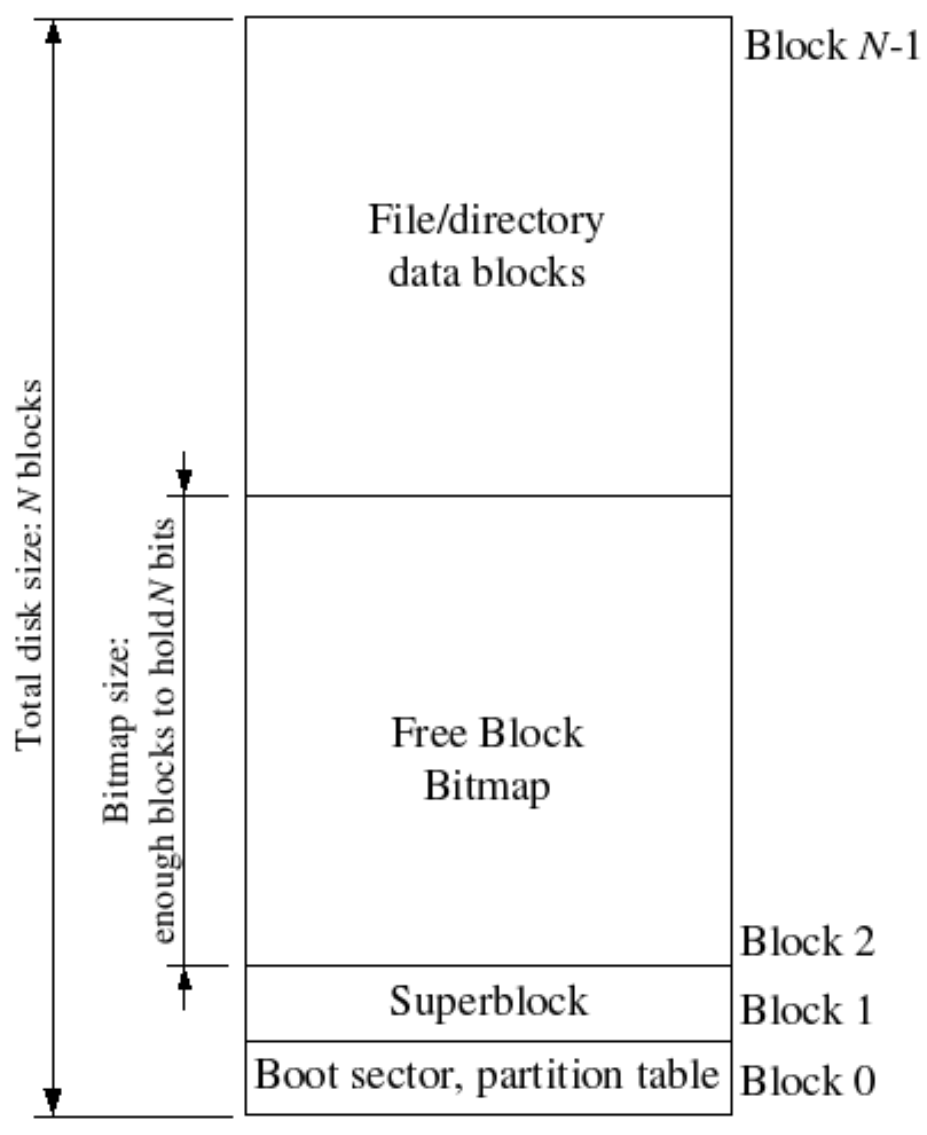 Block N-1
File/directory
data blocks
Total disk size: N blocks
Bitmap size:
enough blocks to hold N bits
Free Block
Bitmap
Block 2
Superblock
Block 1
Boot sector, partition table
Block 0